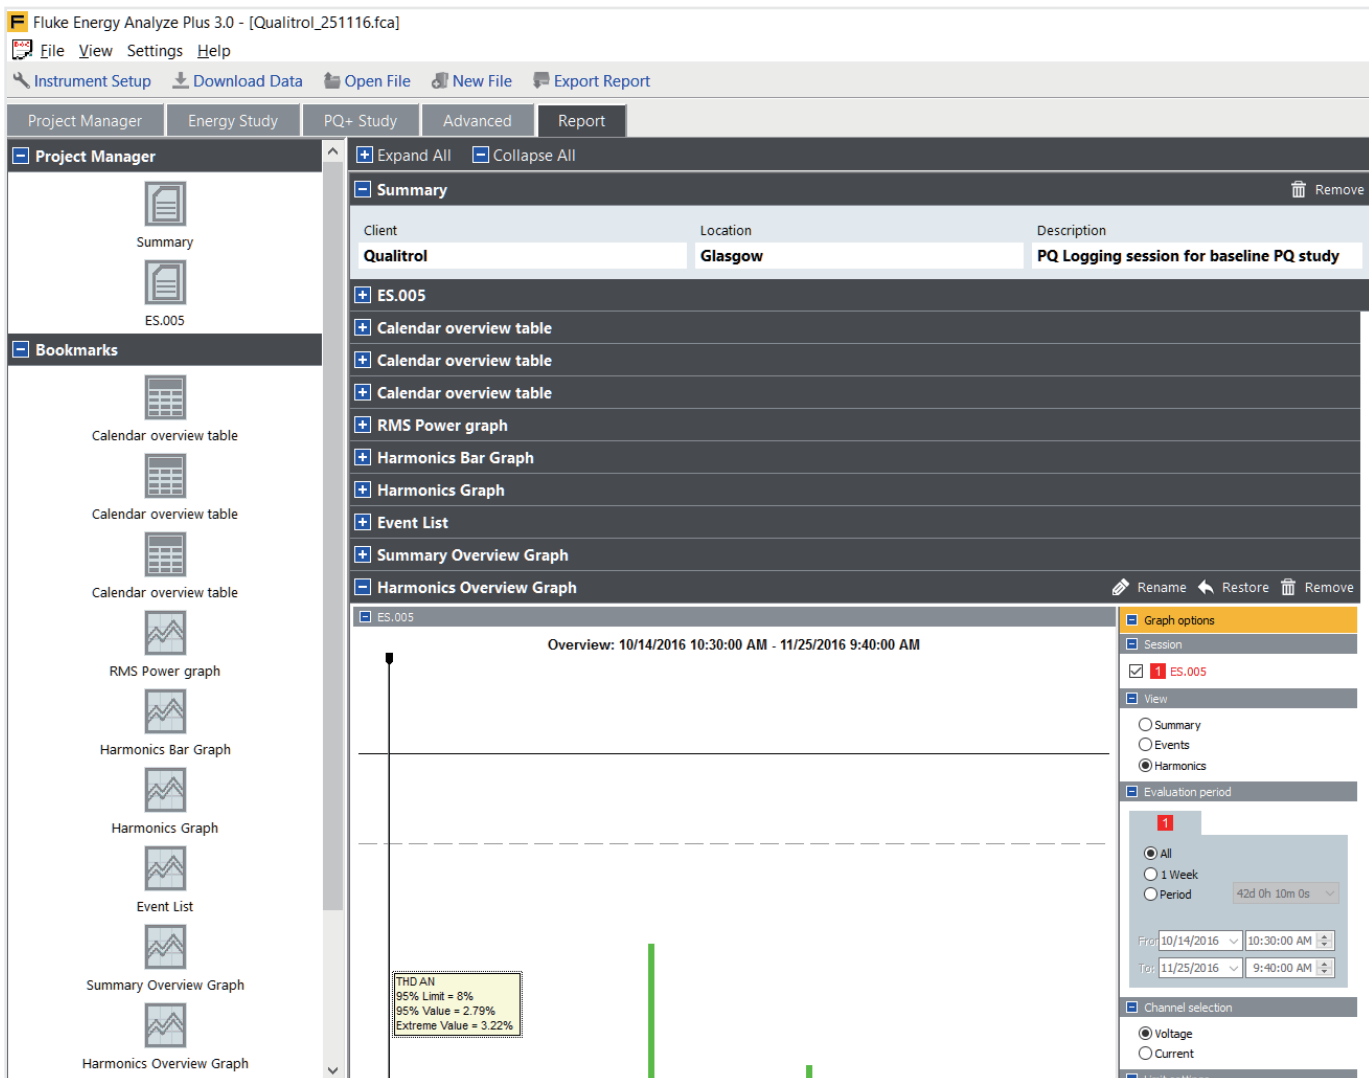 Fluke Energy Analyze Plus 3.0 - [Qualitrol_251116.fca]
File View Settings Help
Instrument Setup Download Data Open File New File Export Report
Project Manager Energy Study PQ+ Study Advanced Report
Project Manager
Summary
ES.005
Bookmarks
Calendar overview table
Calendar overview table
Calendar overview table
RMS Power graph
Harmonics Bar Graph
Harmonics Graph
Event List
Summary Overview Graph
Harmonics Overview Graph
Expand All Collapse All
Summary Remove
Client Location Description
Qualitrol Glasgow PQ Logging session for baseline PQ study
ES.005
Calendar overview table
Calendar overview table
Calendar overview table
RMS Power graph
Harmonics Bar Graph
Harmonics Graph
Event List
Summary Overview Graph
Harmonics Overview Graph Rename Restore Remove
ES.005
Overview: 10/14/2016 10:30:00 AM - 11/25/2016 9:40:00 AM
THD AN
95% Limit = 8%
95% Value = 2.79%
Extreme Value = 3.22%
Graph options
Session
1 ES.005
View
Summary
Events
Harmonics
Evaluation period
1
All
1 Week
Period 42d 0h 10m 0s
10/14/2016 10:30:00 AM
To: 11/25/2016 9:40:00 AM
Channel selection
Voltage
Current